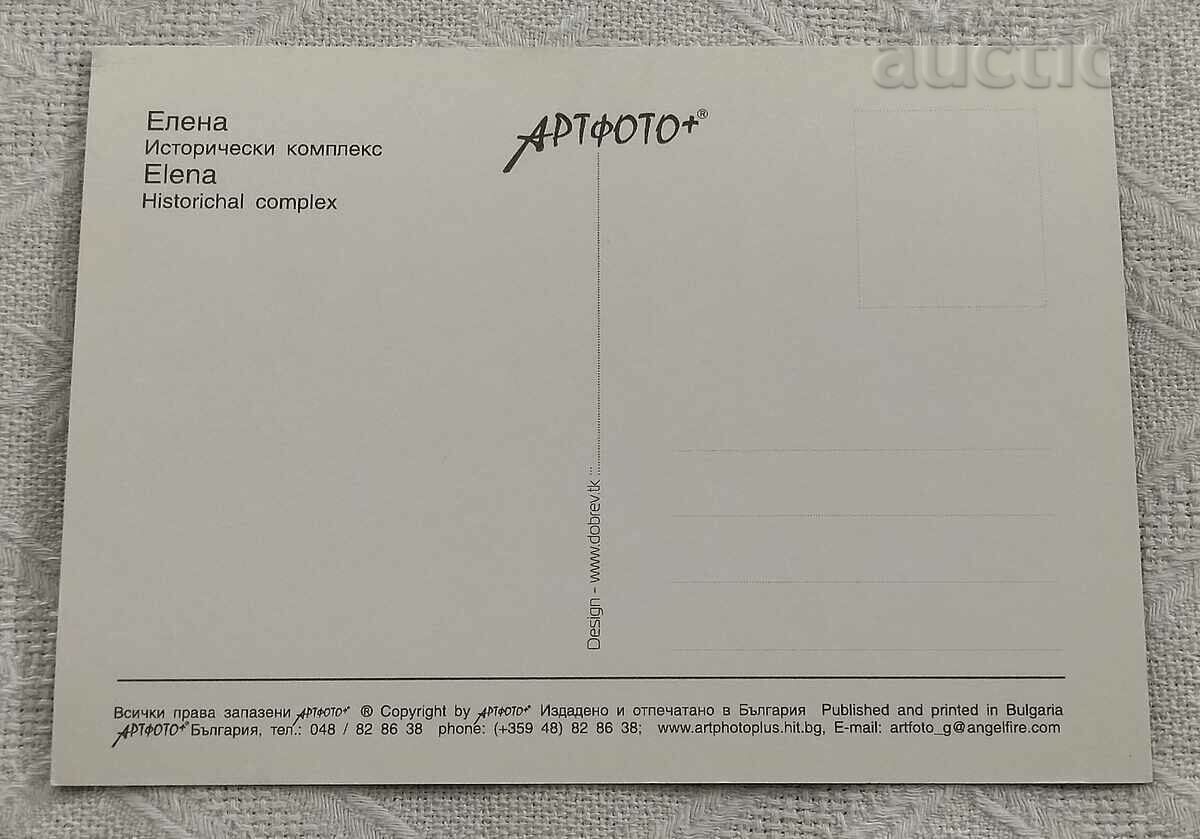 auctio
Елена
Исторически комплекс
Elena
Historichal complex
АРТФОТО+®
Design - www.dobrev.tk :::
Всички права запазени АРТФОТО+® ® Copyright by АРТФОТО+® Издадено и отпечатано в България Published and printed in Bulgaria
АРТФОТО+® България, тел.: 048 / 82 86 38 phone: (+359 48) 82 86 38; www.artphotoplus.hit.bg, E-mail: artfoto_g@angelfire.com